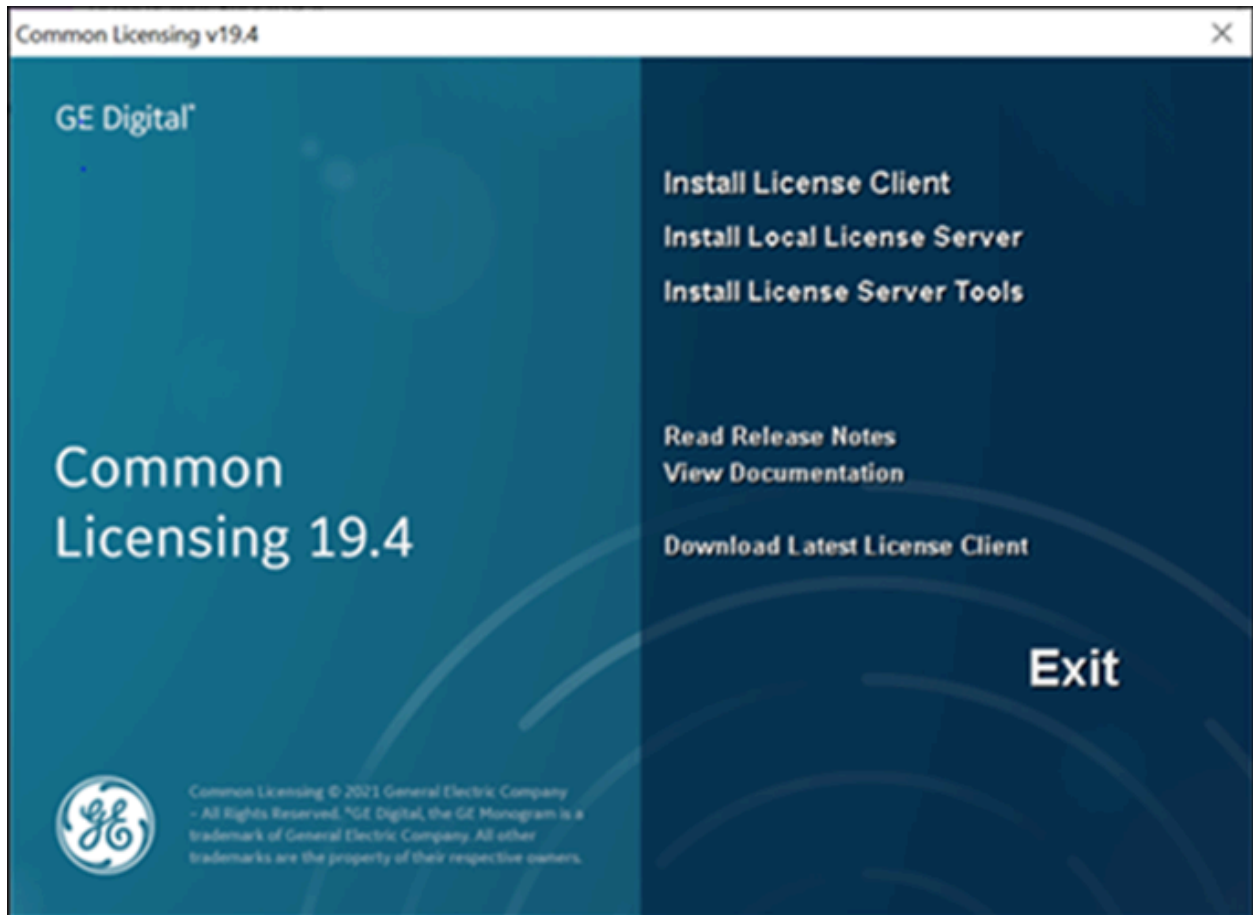 Common Licensing v19.4
GE Digital*
Install License Client
Install Local License Server
Install License Server Tools
Read Release Notes
View Documentation
Download Latest License Client
Exit
Common
Licensing 19.4
GE
Common Licensing © 2021 General Electric Company
– All Rights Reserved. *GE Digital, the GE Monogram is a
trademark of General Electric Company. All other
trademarks are the property of their respective owners.